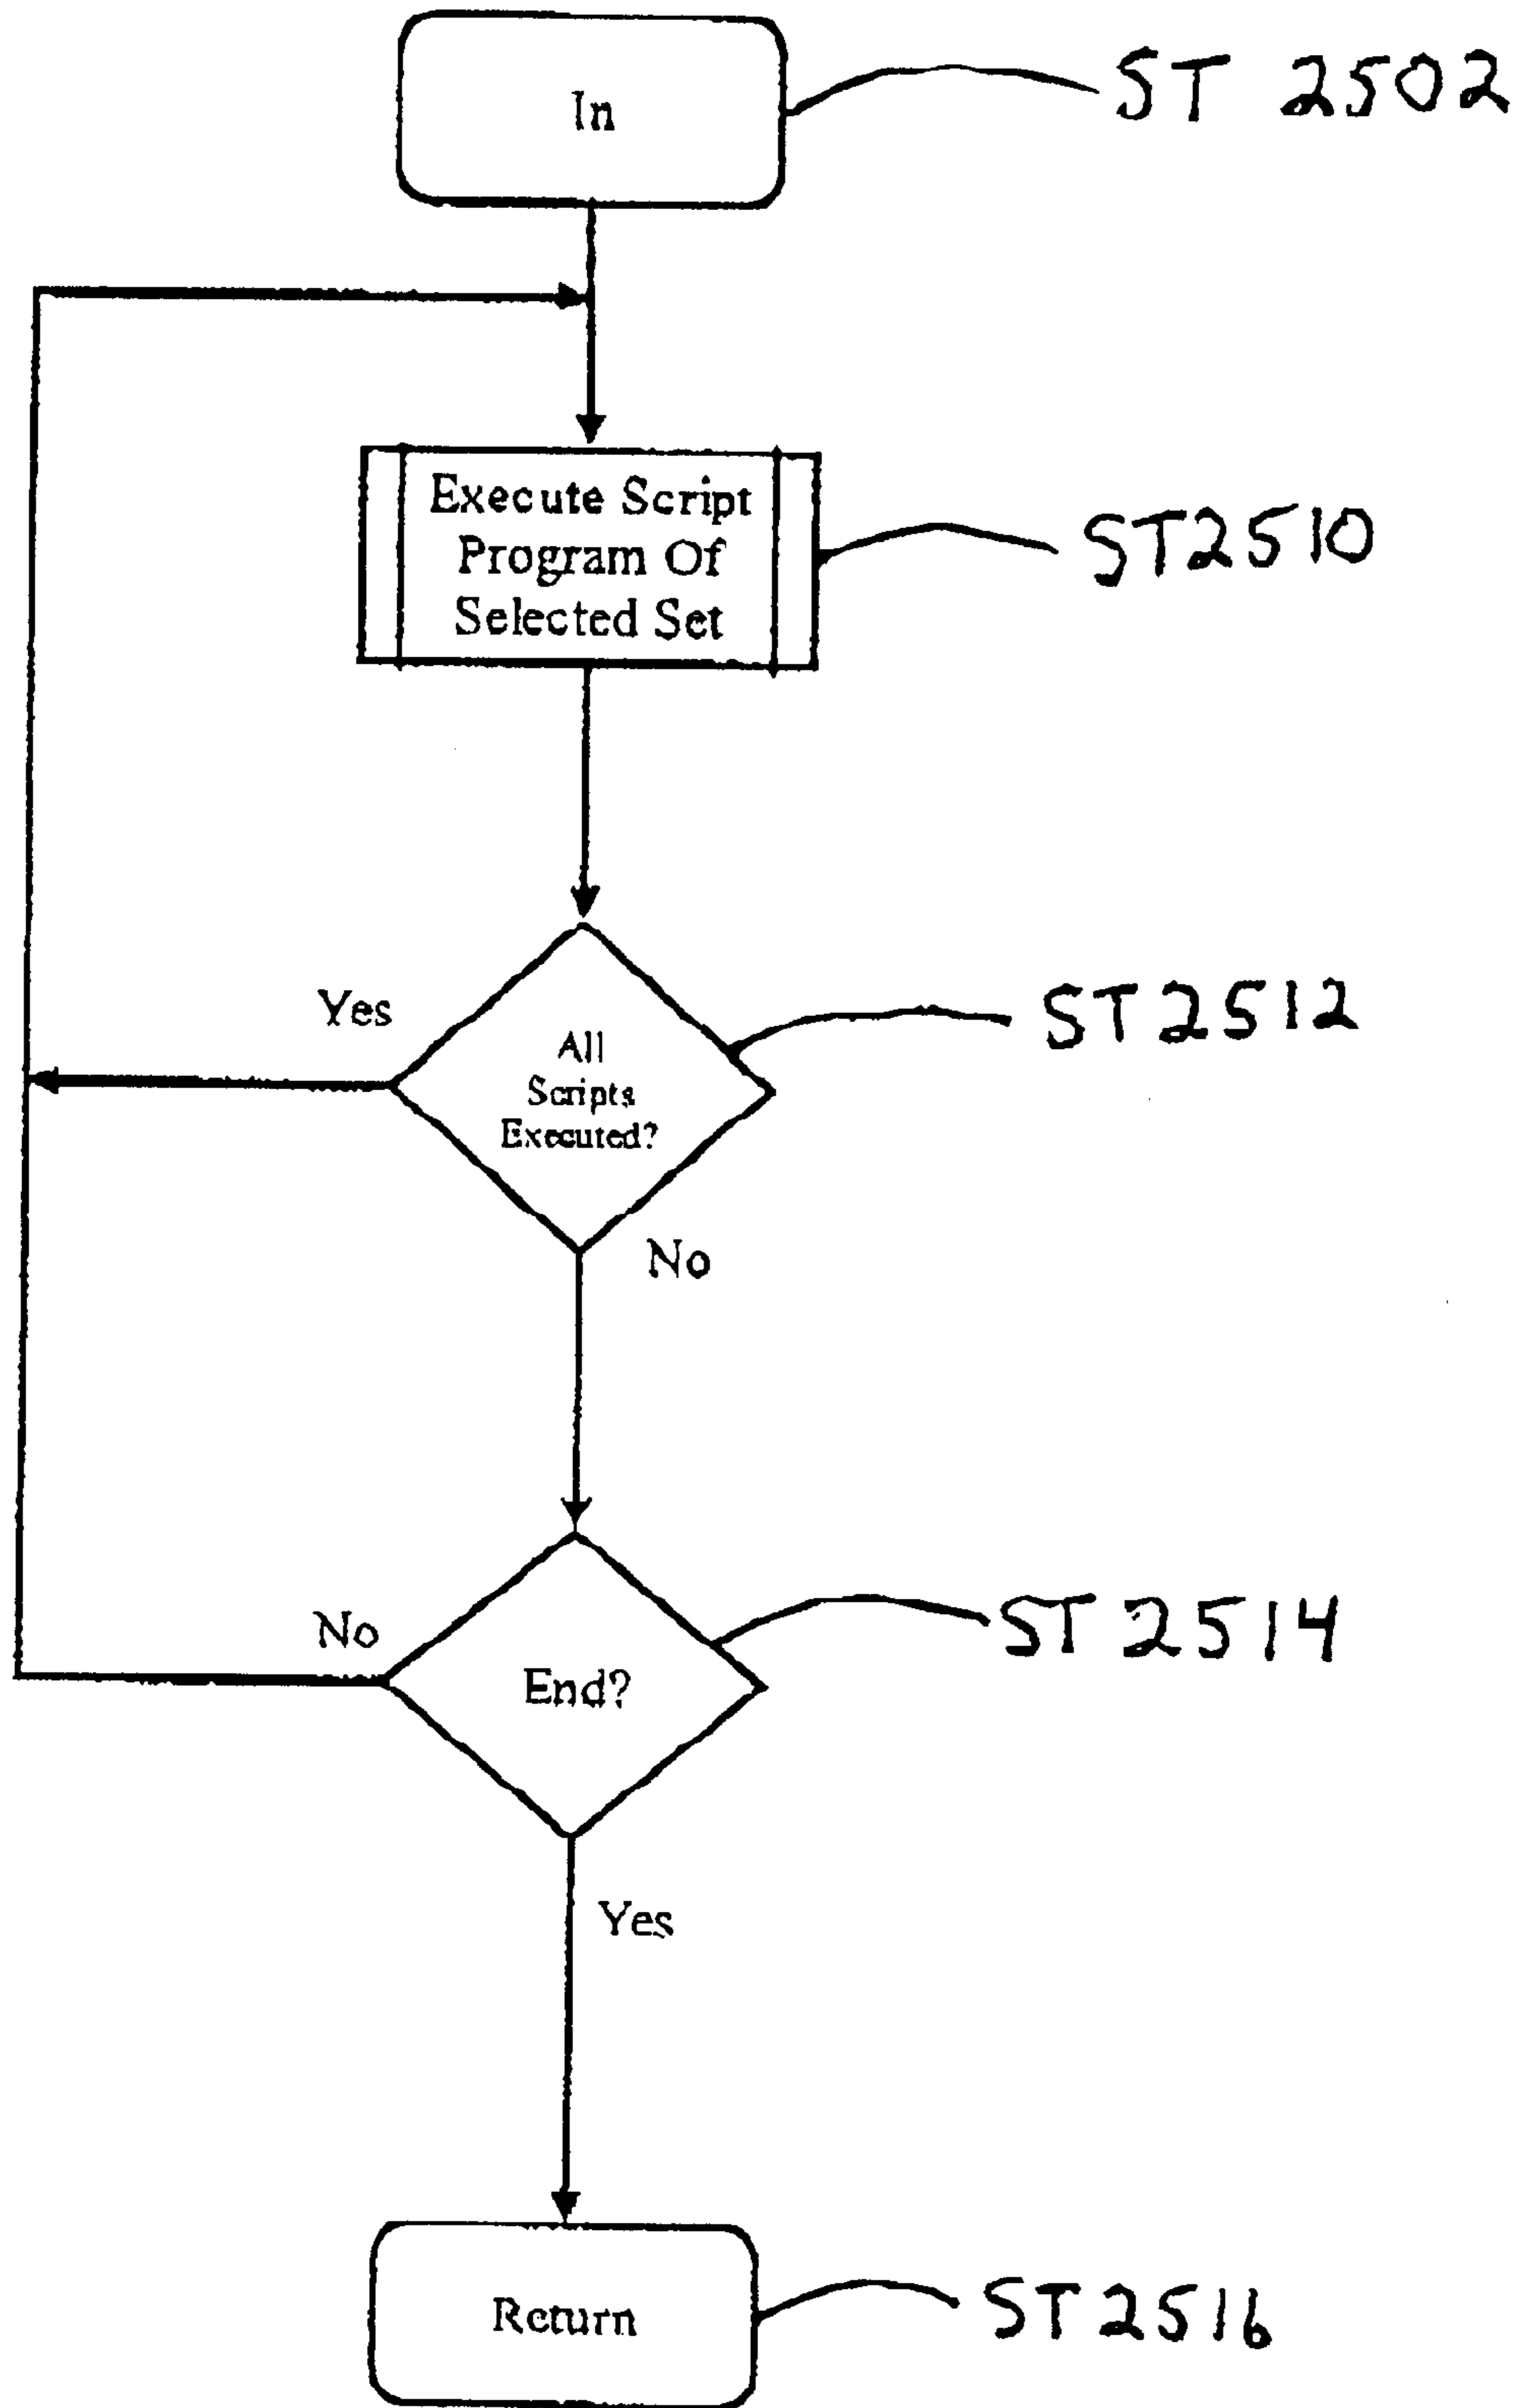 In
ST 2502
Execute Script
Program Of
Selected Set
ST2510
Yes
All
Scripts
Executed?
ST2512
No
No
End?
ST2514
Yes
Return
ST2516